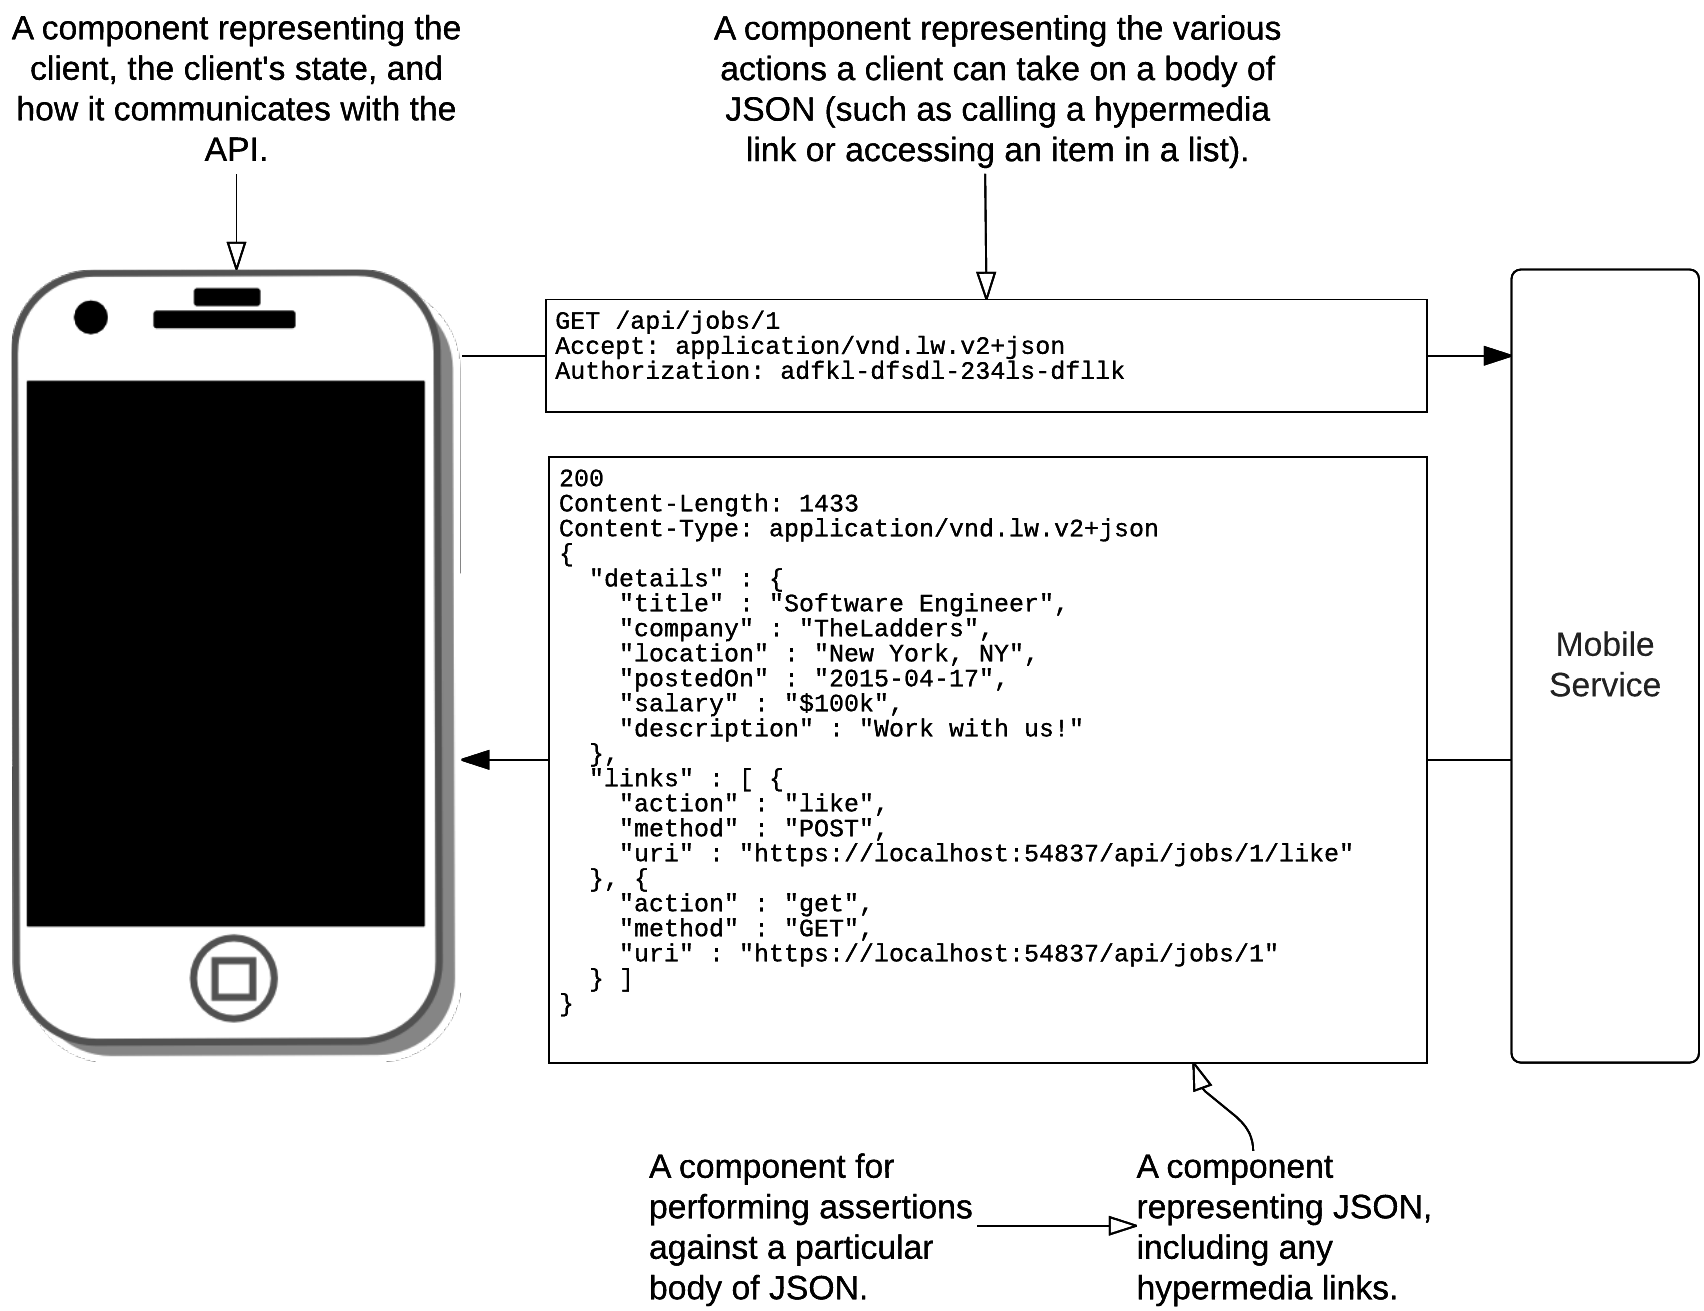 A component representing the
client, the client's state, and
how it communicates with the
API.
A component representing the various
actions a client can take on a body of
JSON (such as calling a hypermedia
link or accessing an item in a list).
GET /api/jobs/1
Accept: application/vnd.lw.v2+json
Authorization: adfkl-dfsdl-234ls-dfllk
200
Content-Length: 1433
Content-Type: application/vnd.lw.v2+json
{
  "details" : {
    "title" : "Software Engineer",
    "company" : "TheLadders",
    "location" : "New York, NY",
    "postedOn" : "2015-04-17",
    "salary" : "$100k",
    "description" : "Work with us!"
  },
  "links" : [ {
    "action" : "like",
    "method" : "POST",
    "uri" : "https://localhost:54837/api/jobs/1/like"
  }, {
    "action" : "get",
    "method" : "GET",
    "uri" : "https://localhost:54837/api/jobs/1"
  } ]
}
Mobile
Service
A component for
performing assertions
against a particular
body of JSON.
A component
representing JSON,
including any
hypermedia links.